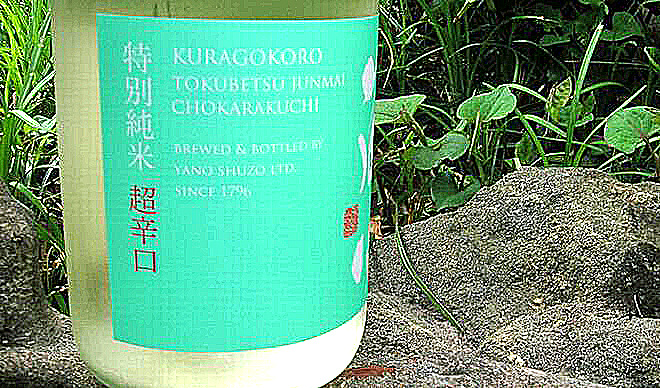 特別純米 超辛口
KURAGOKORO
TOKUBETSU JUNMAI
CHOKARAKUCHI
BREWED & BOTTLED BY
YANO SHUZO LTD
SINCE 1796